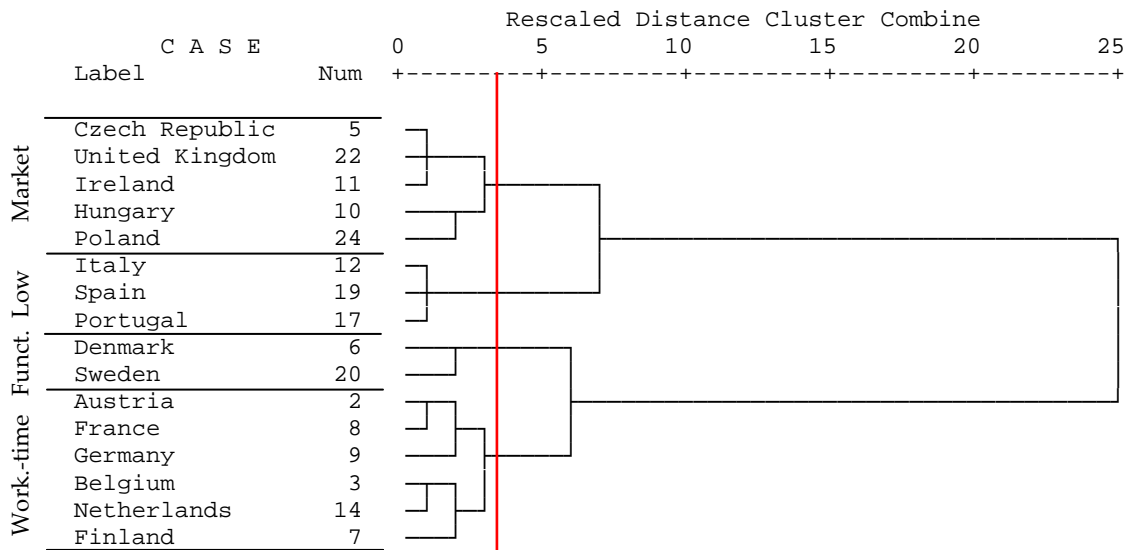 Rescaled Distance Cluster Combine
C A S E 0 5 10 15 20 25
Label Num +---------+---------+---------+---------+---------+
Market
Czech Republic 5
United Kingdom 22
Ireland 11
Hungary 10
Poland 24
Low
Italy 12
Spain 19
Portugal 17
Funct.
Denmark 6
Sweden 20
Work.-time
Austria 2
France 8
Germany 9
Belgium 3
Netherlands 14
Finland 7